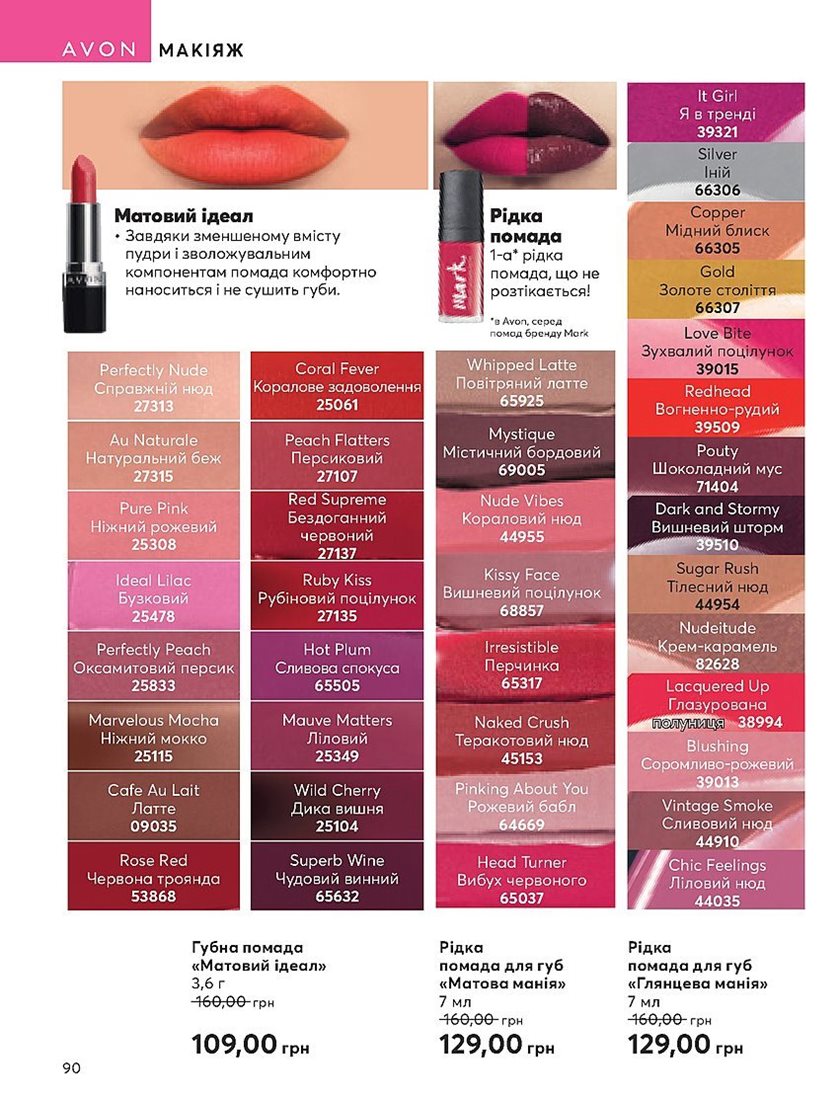 AVON МАКІЯЖ
Матовий ідеал
• Завдяки зменшеному вмісту
пудри і зволожувальним
компонентам помада комфортно
наноситься і не сушить губи.
AVON
Рідка
помада
1-а* рідка
помада, що не
розтікається!
*в Avon, серед
помад бренду Mark
mark.
Perfectly Nude
Справжній нюд
27313
Au Naturale
Натуральний беж
27315
Pure Pink
Ніжний рожевий
25308
Ideal Lilac
Бузковий
25478
Perfectly Peach
Оксамитовий персик
25833
Marvelous Mocha
Ніжний мокко
25115
Cafe Au Lait
Латте
09035
Rose Red
Червона троянда
53868
Coral Fever
Коралове задоволення
25061
Peach Flatters
Персиковий
27107
Red Supreme
Бездоганний
червоний
27137
Ruby Kiss
Рубіновий поцілунок
27135
Hot Plum
Сливова спокуса
65505
Mauve Matters
Ліловий
25349
Wild Cherry
Дика вишня
25104
Superb Wine
Чудовий винний
65632
Whipped Latte
Повітряний латте
65925
Mystique
Містичний бордовий
69005
Nude Vibes
Кораловий нюд
44955
Kissy Face
Вишневий поцілунок
68857
Irresistible
Перчинка
65317
Naked Crush
Теракотовий нюд
45153
Pinking About You
Рожевий бабл
64669
Head Turner
Вибух червоного
65037
It Girl
Я в тренді
39321
Silver
Іній
66306
Copper
Мідний блиск
66305
Gold
Золоте століття
66307
Love Bite
Зухвалий поцілунок
39015
Redhead
Вогненно-рудий
39509
Pouty
Шоколадний мус
71404
Dark and Stormy
Вишневий шторм
39510
Sugar Rush
Тілесний нюд
44954
Nudeitude
Крем-карамель
82628
Lacquered Up
Глазурована
полуниця 38994
Blushing
Соромливо-рожевий
39013
Vintage Smoke
Сливовий нюд
44910
Chic Feelings
Ліловий нюд
44035
Губна помада
«Матовий ідеал»
3,6 г
160,00 грн
109,00 грн
Рідка
помада для губ
«Матова манія»
7 мл
160,00 грн
129,00 грн
Рідка
помада для губ
«Глянцева манія»
7 мл
160,00 грн
129,00 грн
90